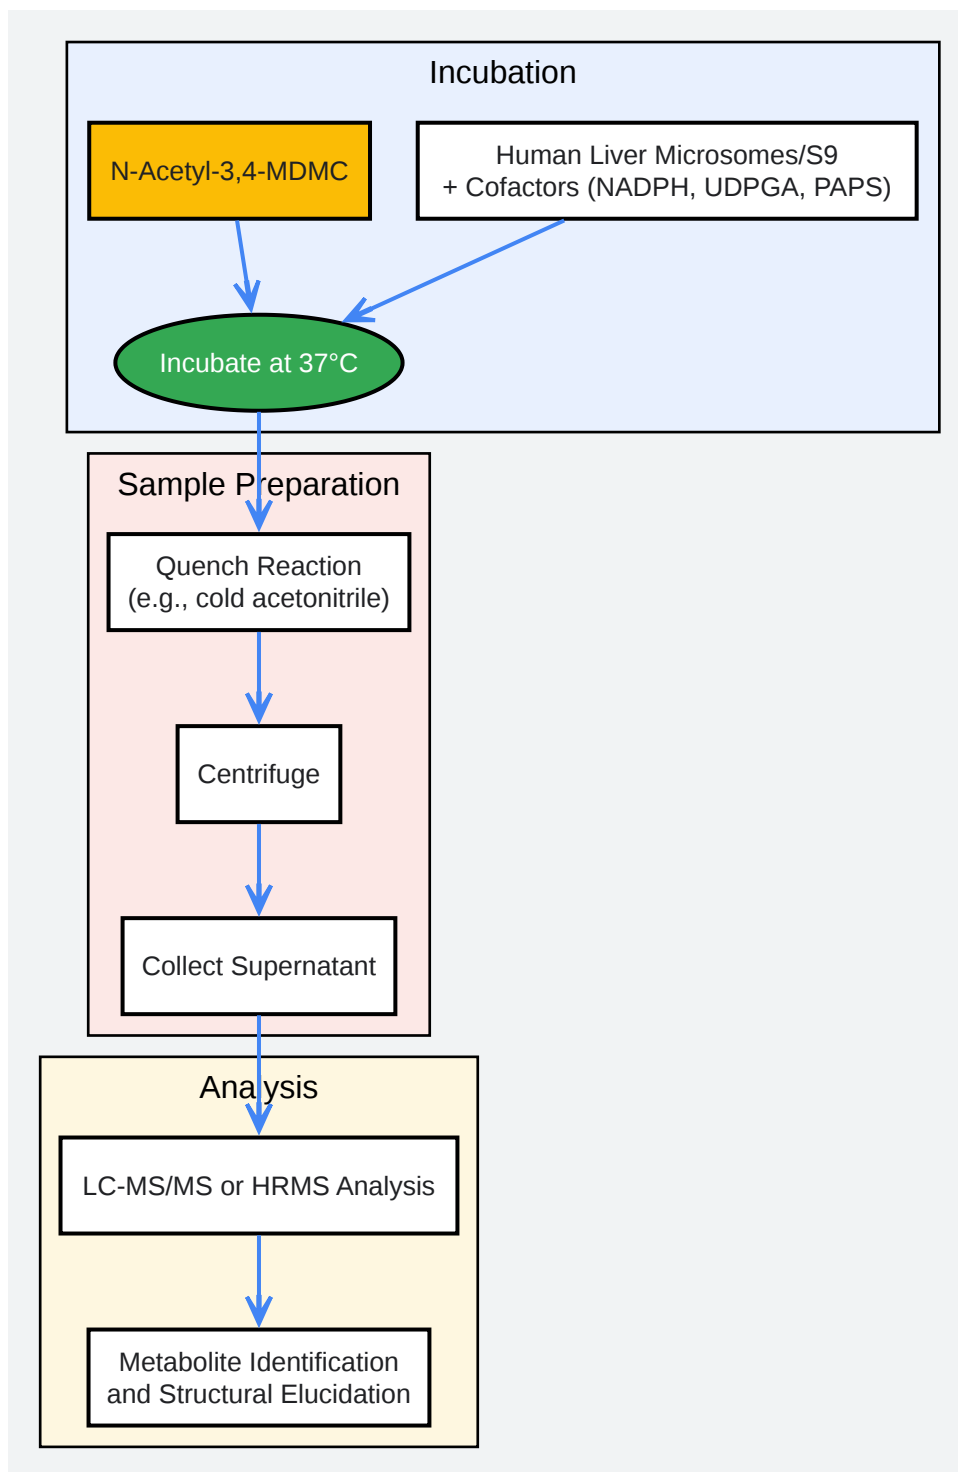 Incubation
N-Acetyl-3,4-MDMC
Human Liver Microsomes/S9
+ Cofactors (NADPH, UDPGA, PAPS)
Incubate at 37°C
Sample Preparation
Quench Reaction
(e.g., cold acetonitrile)
Centrifuge
Collect Supernatant
Analysis
LC-MS/MS or HRMS Analysis
Metabolite Identification
and Structural Elucidation